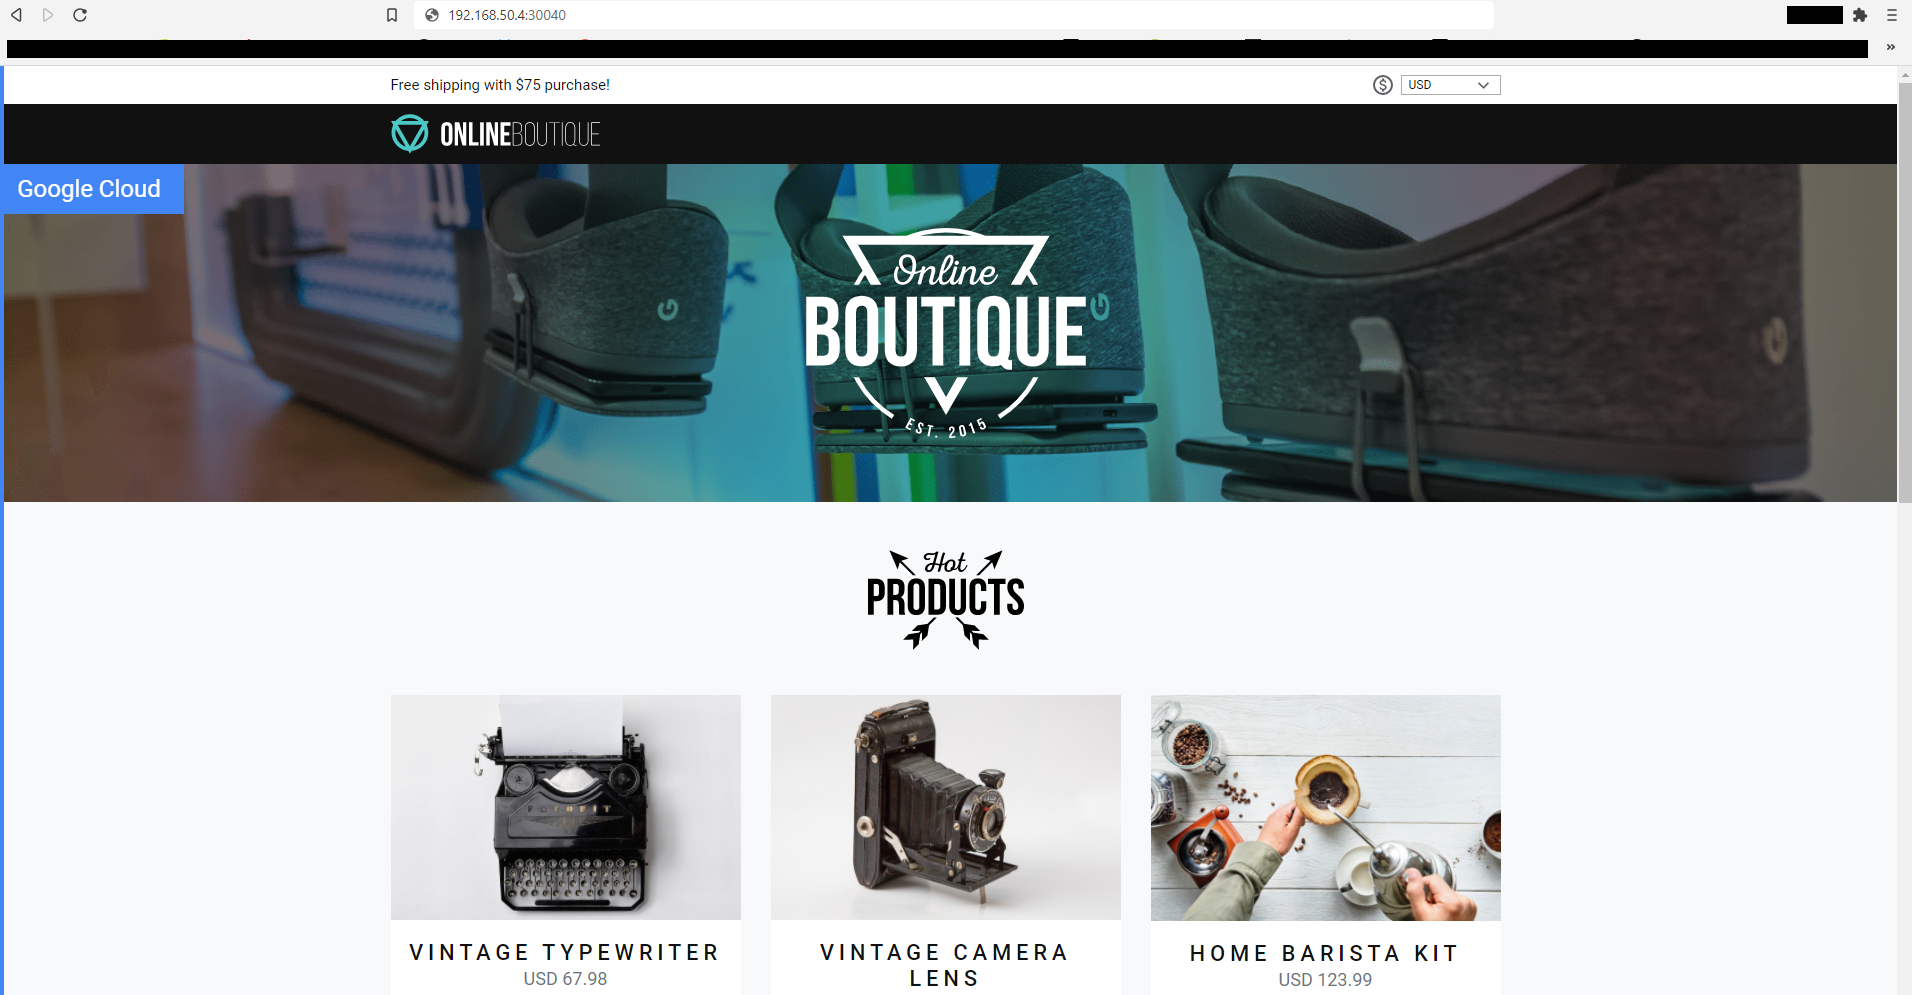 192.168.50.4:30040
Free shipping with $75 purchase!
USD
ONLINEBOUTIQUE
Google Cloud
Online
BOUTIQUE
EST. 2015
Hot
PRODUCTS
VINTAGE TYPEWRITER
USD 67.98
VINTAGE CAMERA
LENS
HOME BARISTA KIT
USD 123.99